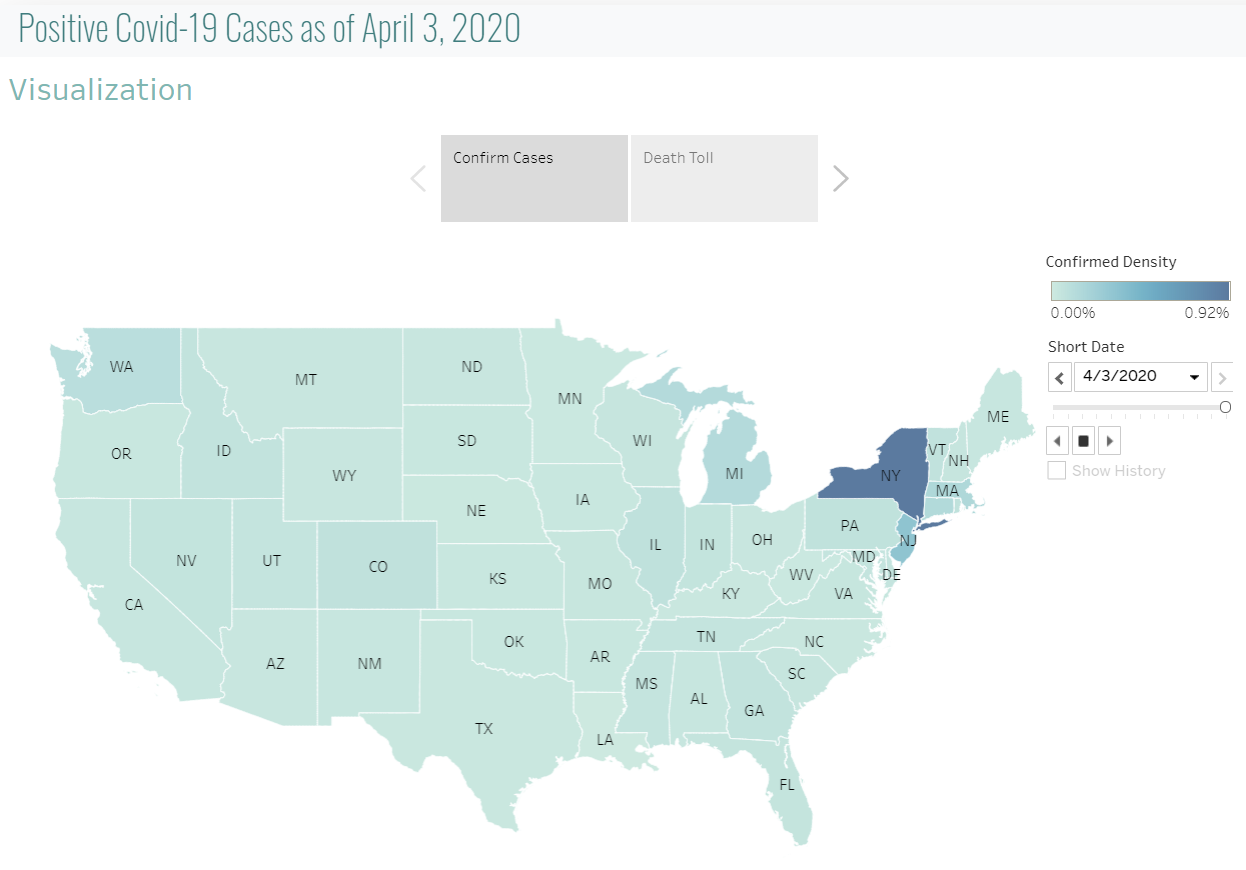 Positive Covid-19 Cases as of April 3, 2020
Visualization
Confirm Cases
Death Toll
Confirmed Density
0.00%
0.92%
Short Date
4/3/2020
Show History
WA
MT
ND
MN
ME
OR
ID
SD
WI
VT
NH
WY
MI
NY
MA
NE
IA
PA
NJ
NV
UT
CO
IL
IN
OH
MD
DE
CA
KS
MO
WV
KY
VA
AZ
NM
OK
TN
NC
AR
MS
SC
AL
GA
TX
LA
FL